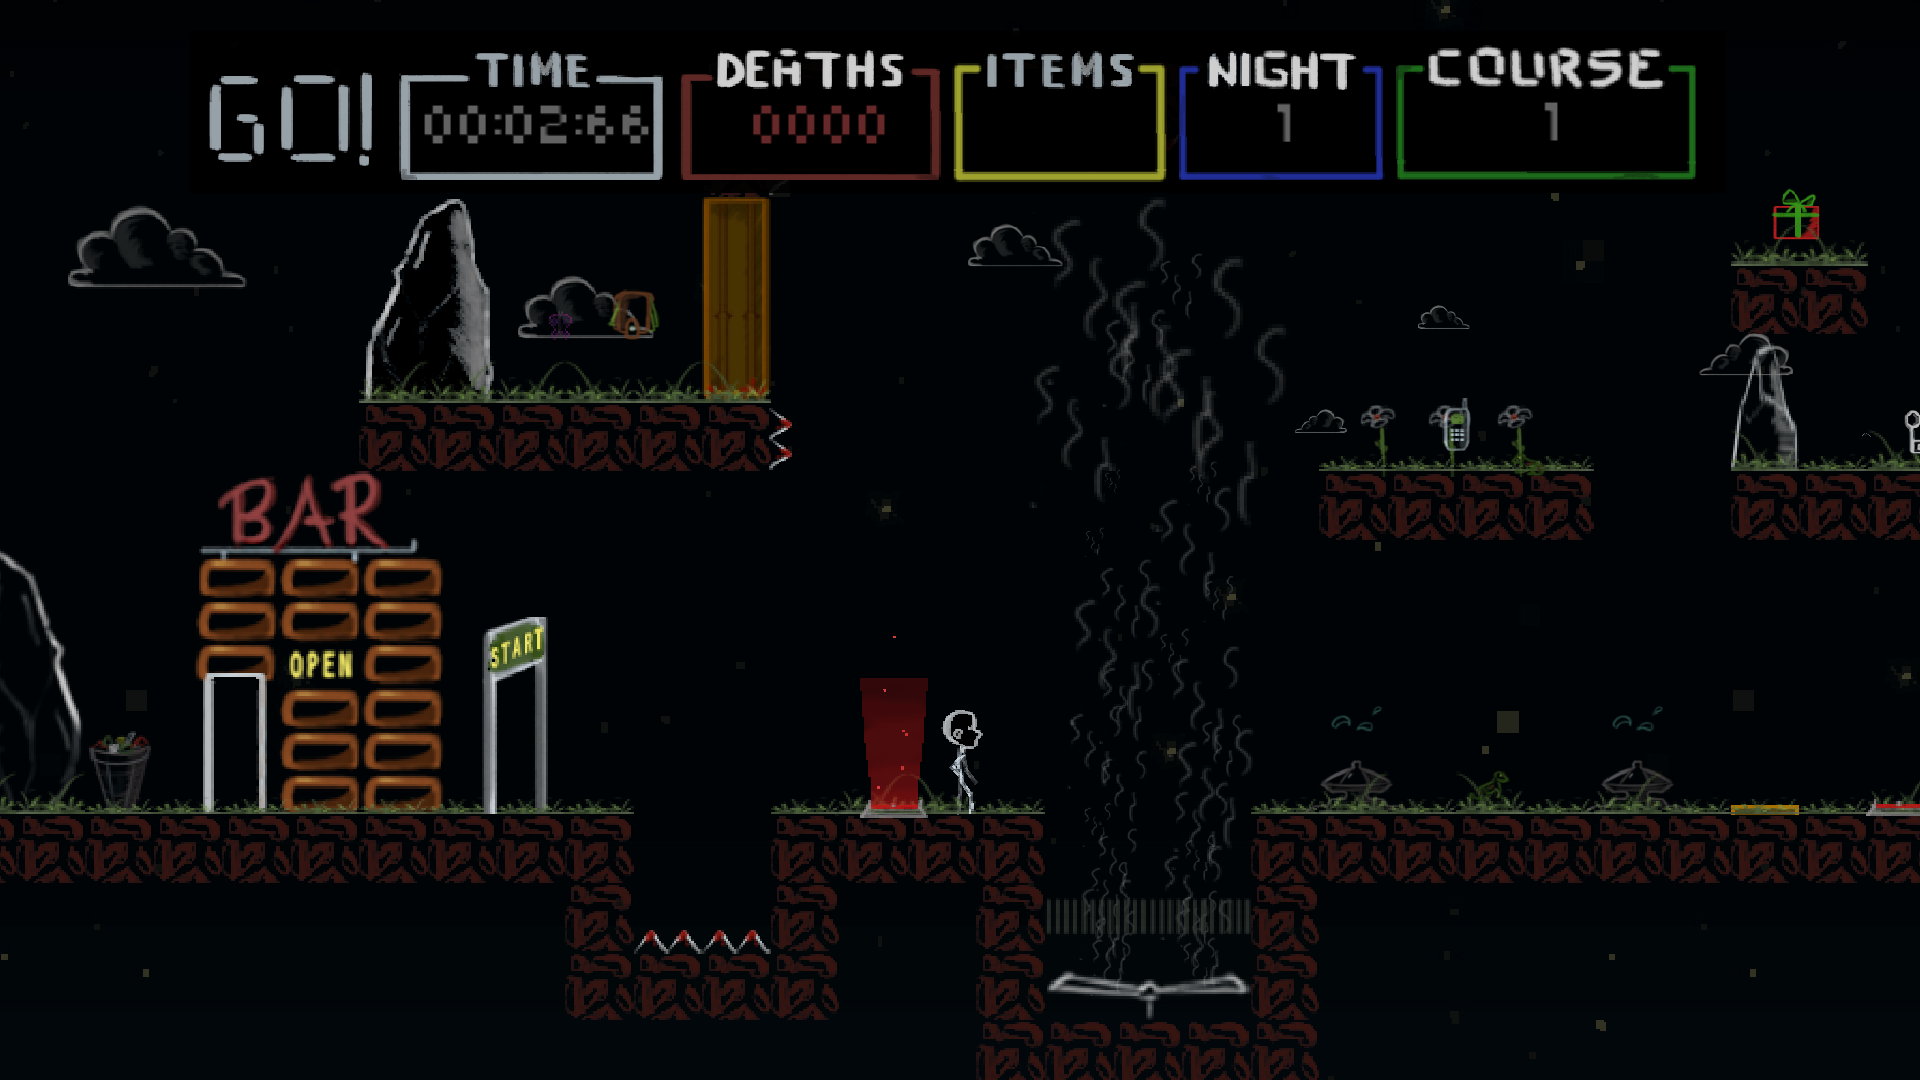 GO!
TIME
00:02:66
DEATHS
0000
ITEMS
NIGHT
1
COURSE
1
BAR
OPEN
START